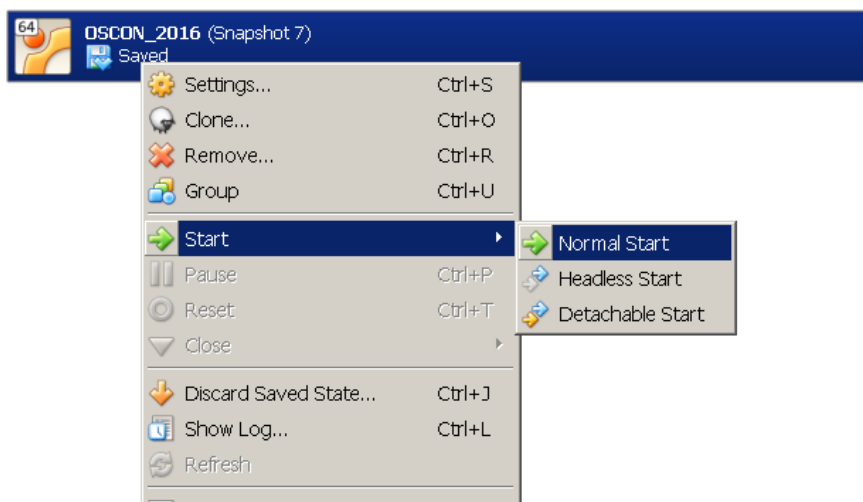 64
OSCON_2016 (Snapshot 7)
Saved
Settings... Ctrl+S
Clone... Ctrl+O
Remove... Ctrl+R
Group Ctrl+U
Start Normal Start
Pause Ctrl+P Headless Start
Reset Ctrl+T Detachable Start
Close
Discard Saved State... Ctrl+J
Show Log... Ctrl+L
Refresh